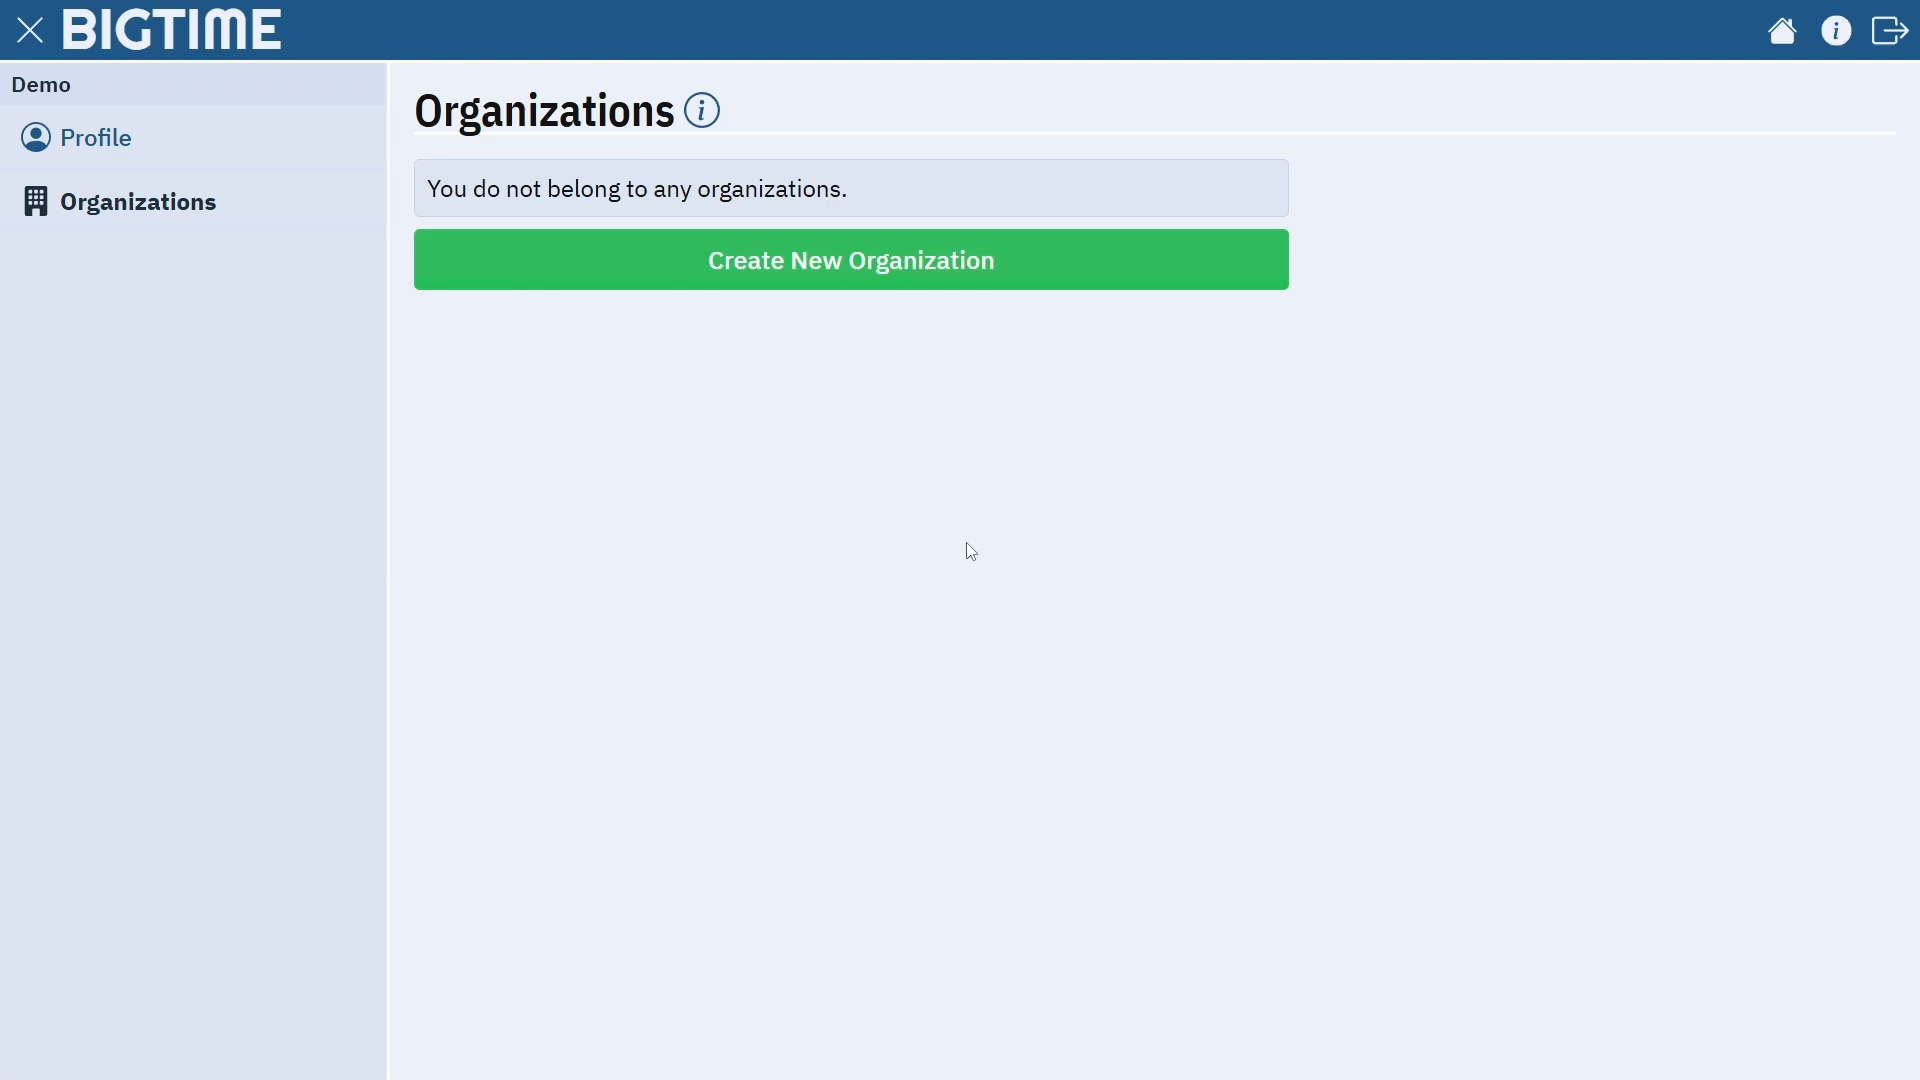 BIGTIME
Demo
Profile
Organizations
Organizations
You do not belong to any organizations.
Create New Organization